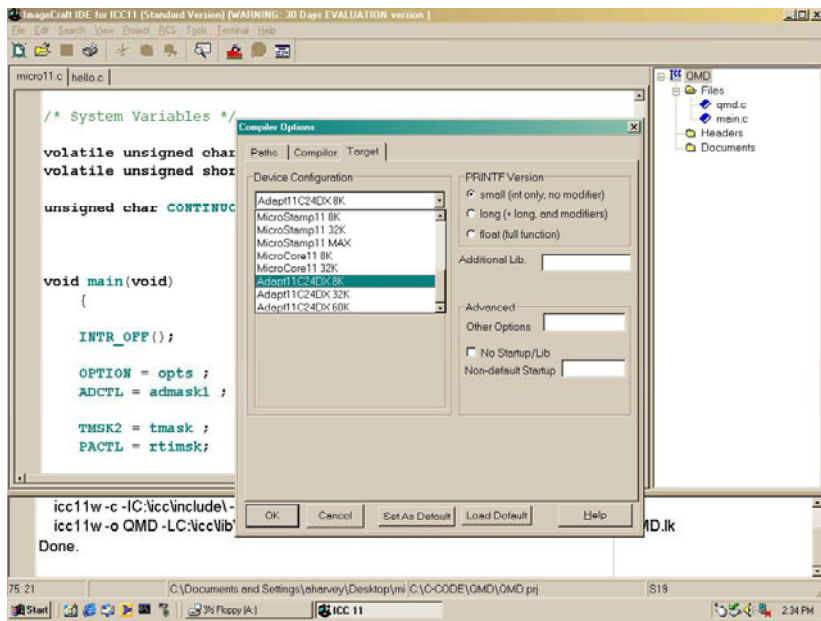 ImageCraft IDE for ICC11 (Standard Version) [WARNING: 30 Days EVALUATION version ]
File Edit Search View Project RCS Tools Terminal Help
micro11.c hello.c
/* System Variables */
volatile unsigned char
volatile unsigned shor
unsigned char CONTINUC
void main(void)
{
INTR_OFF();
OPTION = opts ;
ADCTL = admask1 ;
TMSK2 = tmask ;
PACTL = rtimsk;
Compiler Options
Paths Compiler Target
Device Configuration
Adapt11C24DX 8K
MicroStamp11 8K
MicroStamp11 32K
MicroStamp11 MAX
MicroCore11 8K
MicroCore11 32K
Adapt11C24DX 8K
Adapt11C24DX 32K
Adapt11C24DX 60K
PRINTF Version
small (int only, no modifier)
long (+ long, and modifiers)
float (full function)
Additional Lib.
Advanced
Other Options
No Startup/Lib
Non-default Startup
OK Cancel Set As Default Load Default Help
QMD
Files
qmd.c
main.c
Headers
Documents
icc11w -c -IC:\icc\include\ -
icc11w -o QMD -LC:\icc\lib\ MD.lk
Done.
75:21 C:\Documents and Settings\aharvey\Desktop\mi C:\C-CODE\QMD\QMD.prj S19
Start 3½ Floppy (A:) ICC 11 2:34 PM